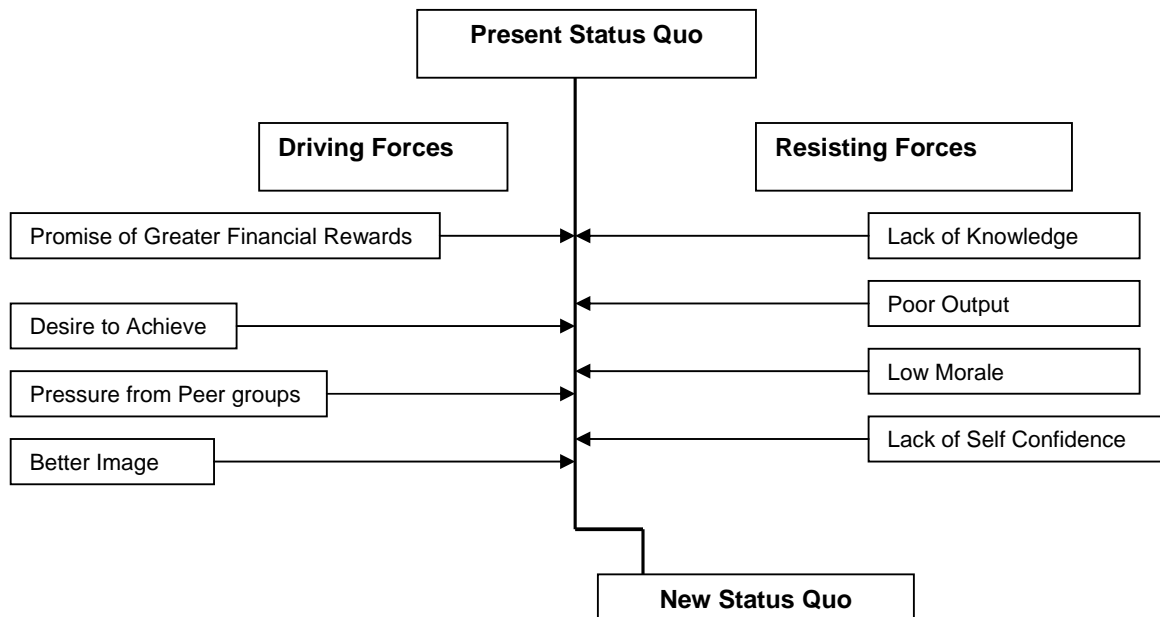 Present Status Quo
Driving Forces
Resisting Forces
Promise of Greater Financial Rewards
Lack of Knowledge
Poor Output
Desire to Achieve
Low Morale
Pressure from Peer groups
Lack of Self Confidence
Better Image
New Status Quo